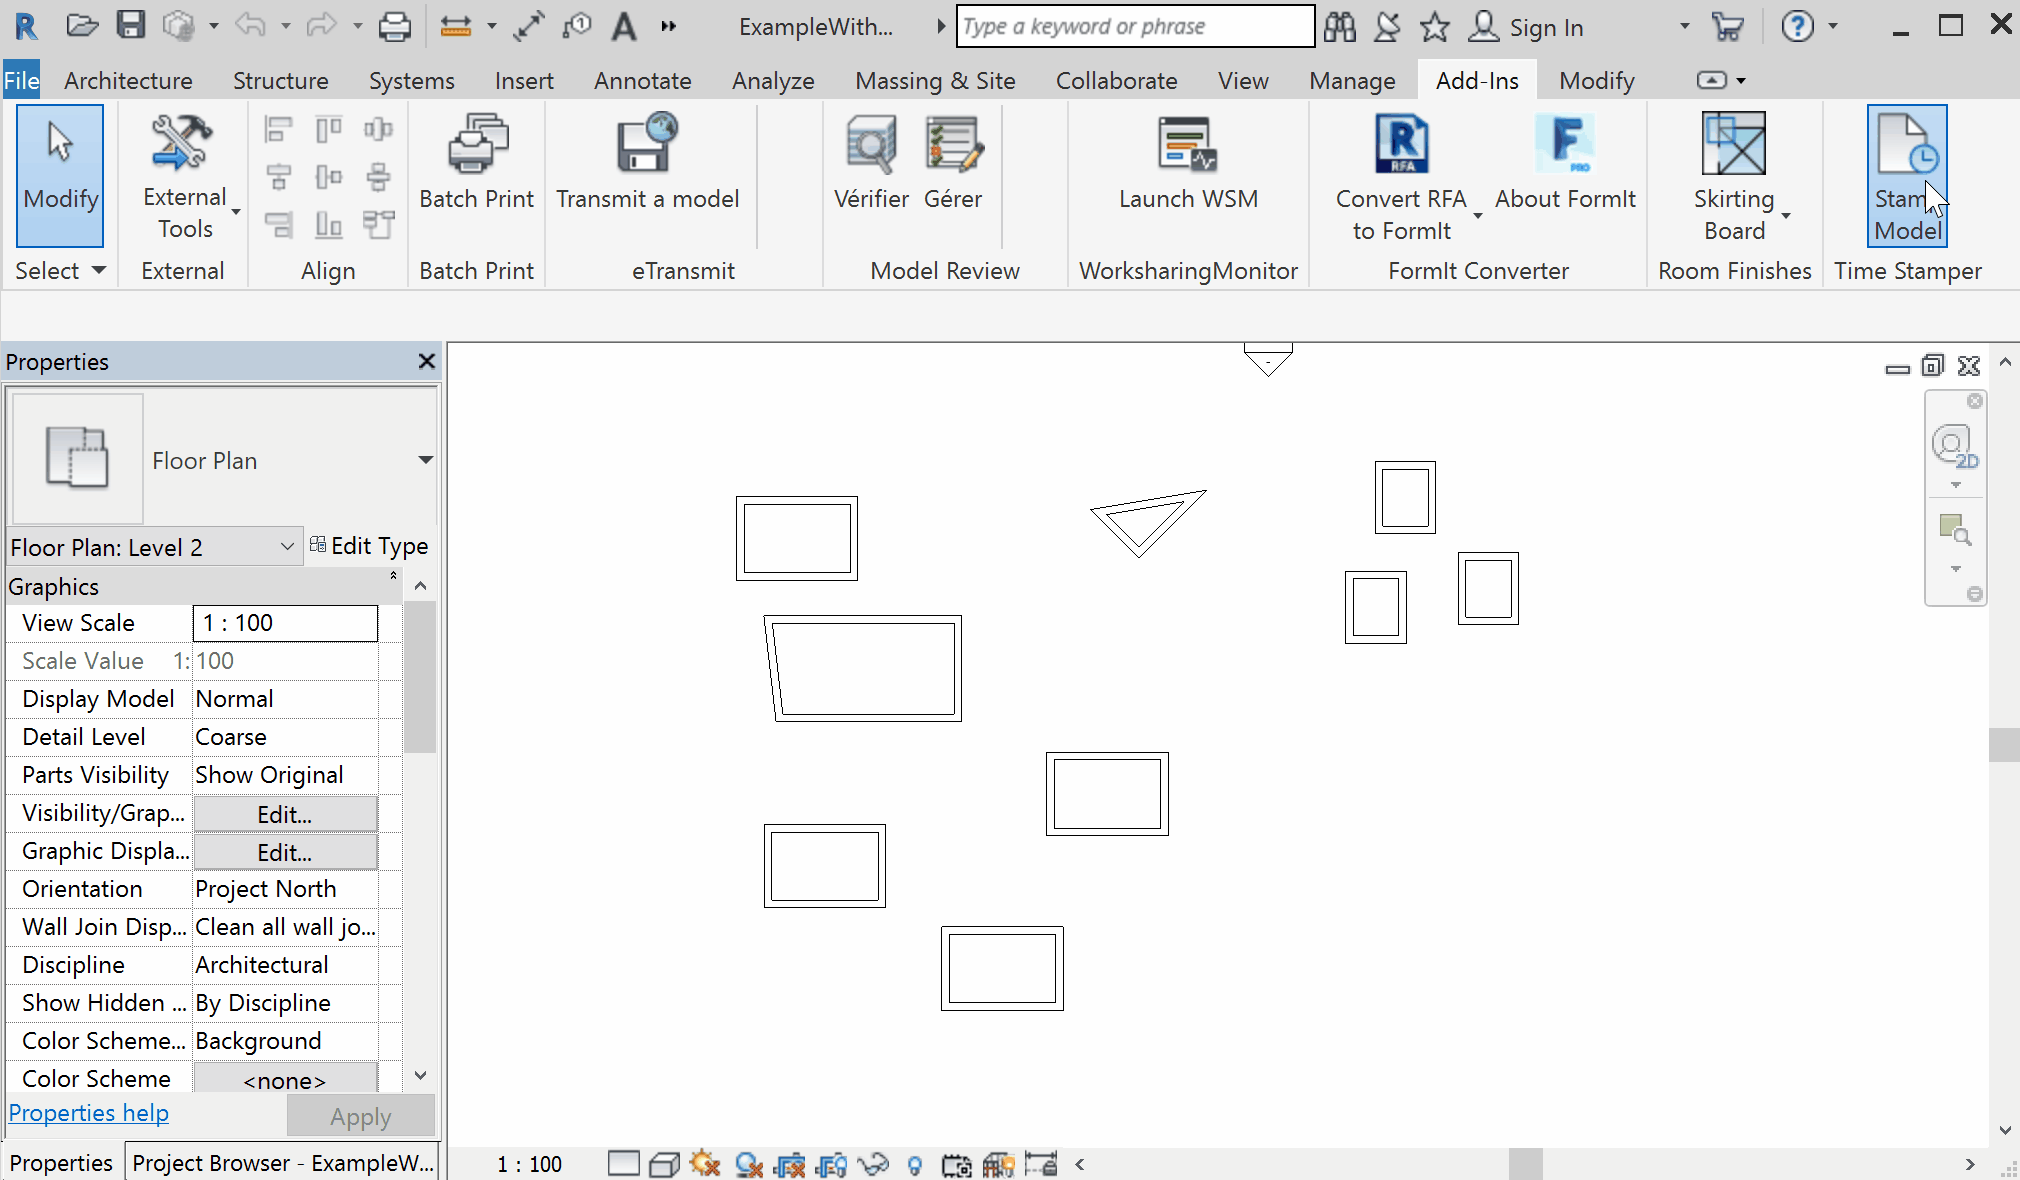 ExampleWith...
Type a keyword or phrase
Sign In
File Architecture Structure Systems Insert Annotate Analyze Massing & Site Collaborate View Manage Add-Ins Modify
Modify
External
Tools
Batch Print
Transmit a model
Vérifier
Gérer
Launch WSM
Convert RFA
to FormIt
About FormIt
Skirting
Board
Model
RFA
PRO
Select External Align Batch Print eTransmit Model Review WorksharingMonitor FormIt Converter Room Finishes Time Stamper
Properties
Floor Plan
Floor Plan: Level 2
Edit Type
Graphics
View Scale 1 : 100
Scale Value 1: 100
Display Model Normal
Detail Level Coarse
Parts Visibility Show Original
Visibility/Grap... Edit...
Graphic Displa... Edit...
Orientation Project North
Wall Join Disp... Clean all wall jo...
Discipline Architectural
Show Hidden ... By Discipline
Color Scheme... Background
Color Scheme <none>
Properties help
Apply
Properties
Project Browser - ExampleW...
1 : 100
2D